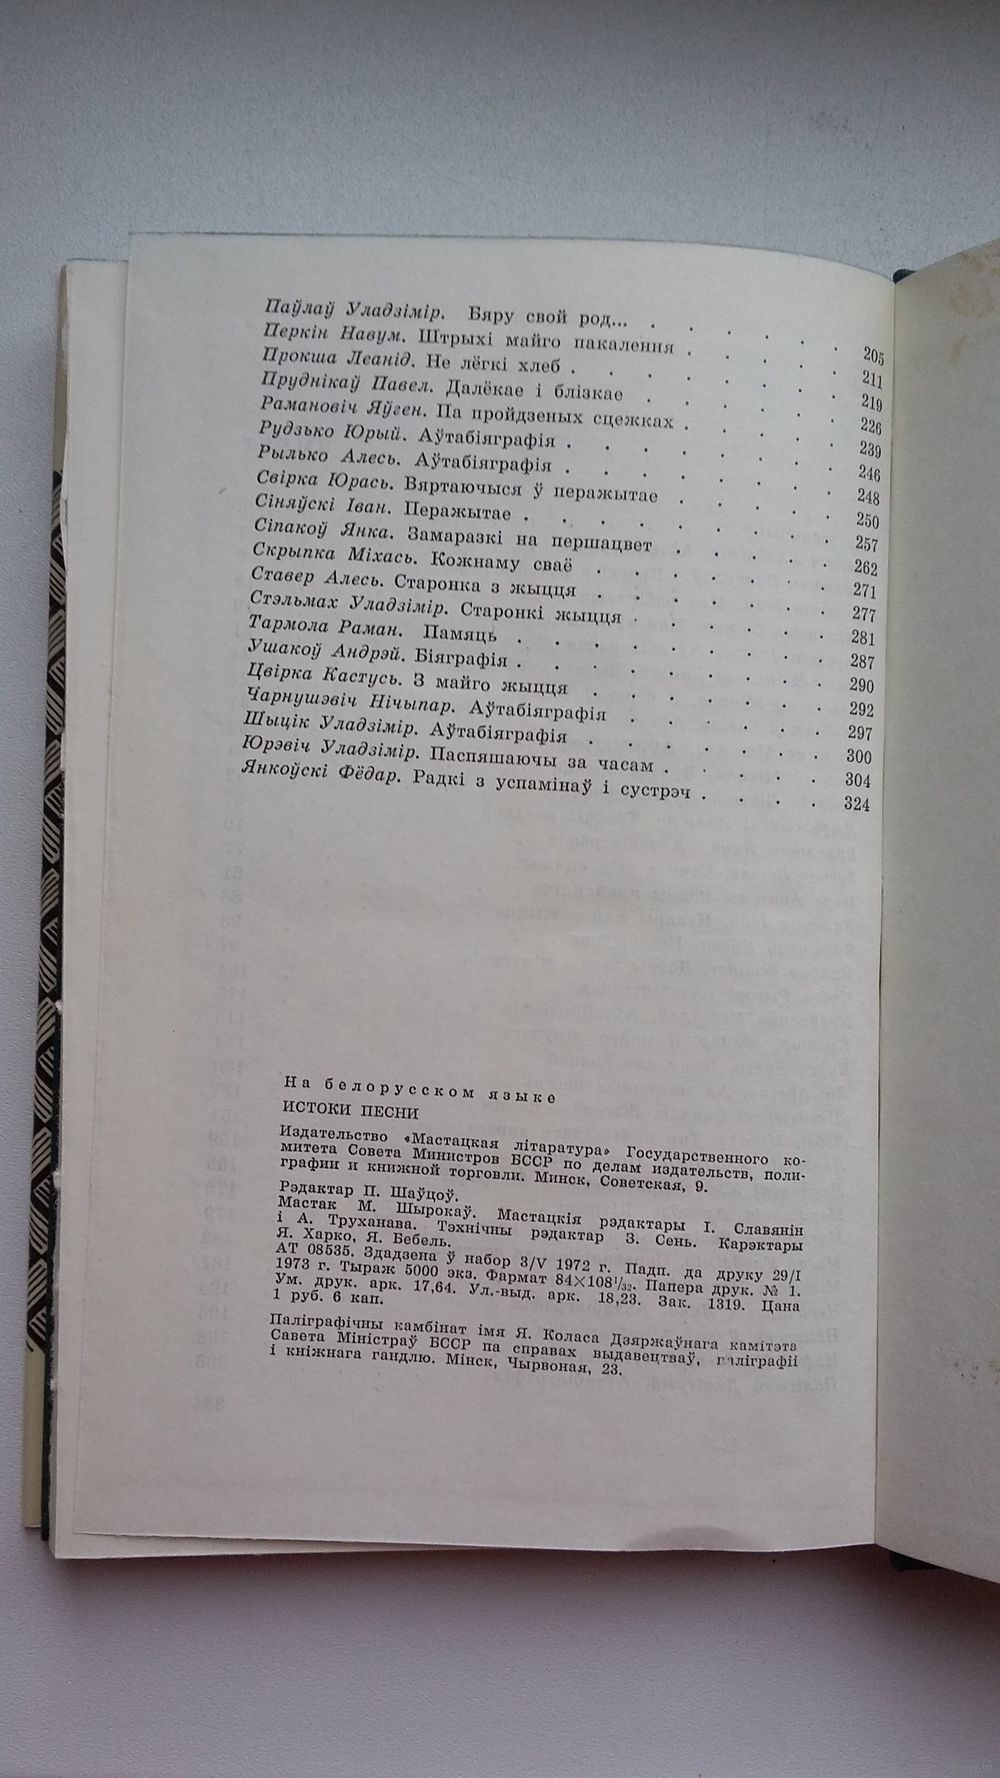 Паўлаў Уладзімір. Бяру свой род... . . . . . . 205
Перкін Навум. Штрыхі майго пакалення . . . . . 211
Прокша Леанід. Не лёгкі хлеб . . . . . . . 219
Пруднікаў Павел. Далёкае і блізкае . . . . . . 226
Рамановіч Яўген. Па пройдзеных сцежках . . . . . 239
Рудзько Юрый. Аўтабіяграфія . . . . . . . 246
Рылько Алесь. Аўтабіяграфія . . . . . . . 248
Свірка Юрась. Вяртаючыся ў перажытае . . . . . 250
Сіняўскі Іван. Перажытае . . . . . . . . 257
Сіпакоў Янка. Замаразкі на першацвет . . . . . 262
Скрыпка Міхась. Кожнаму сваё . . . . . . . 271
Ставер Алесь. Старонка з жыцця . . . . . . 277
Стэльмах Уладзімір. Старонкі жыцця . . . . . . 281
Тармола Раман. Памяць . . . . . . . . . 287
Ушакоў Андрэй. Біяграфія . . . . . . . . 290
Цвірка Кастусь. З майго жыцця . . . . . . . 292
Чарнушэвіч Нічыпар. Аўтабіяграфія . . . . . . 297
Шыцік Уладзімір. Аўтабіяграфія . . . . . . . 300
Юрэвіч Уладзімір. Паспяшаючы за часам . . . . . 304
Янкоўскі Фёдар. Радкі з успамінаў і сустрэч . . . . 324
На белорусском языке
ИСТОКИ ПЕСНИ
Издательство «Мастацкая літаратура» Государственного ко-
митета Совета Министров БССР по делам издательств, поли-
графии и книжной торговли. Минск, Советская, 9.
Рэдактар П. Шаўцоў.
Мастак М. Шырокаў. Мастацкія рэдактары І. Славянін
і А. Труханава. Тэхнічны рэдактар З. Сень. Карэктары
Я. Харко, Я. Бебель.
АТ 08535. Здадзена ў набор 3/V 1972 г. Падп. да друку 29/I
1973 г. Тыраж 5000 экз. Фармат 84×108¹/₃₂. Папера друк. № 1.
Ум. друк. арк. 17,64. Ул.-выд. арк. 18,23. Зак. 1319. Цана
1 руб. 6 кап.
Паліграфічны камбінат імя Я. Коласа Дзяржаўнага камітэта
Савета Міністраў БССР па справах выдавецтваў, паліграфіі
і кніжнага гандлю. Мінск, Чырвоная, 23.